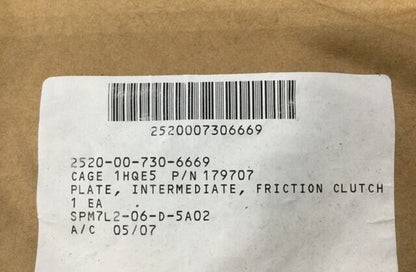 2520007306669
2520-00-730-6669
CAGE 1HQE5 P/N 179707
PLATE, INTERMEDIATE, FRICTION CLUTCH
1 EA
SPM7L2-06-D-5A02
A/C 05/07